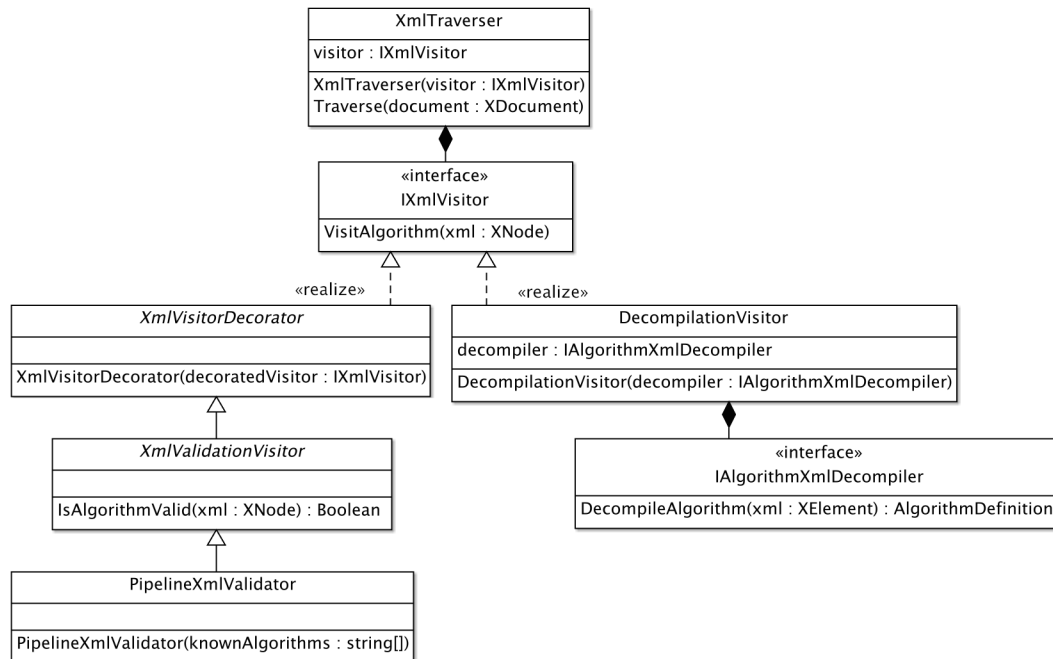 XmlTraverser
visitor : IXmlVisitor
XmlTraverser(visitor : IXmlVisitor)
Traverse(document : XDocument)
«interface»
IXmlVisitor
VisitAlgorithm(xml : XNode)
«realize»
«realize»
XmlVisitorDecorator
XmlVisitorDecorator(decoratedVisitor : IXmlVisitor)
DecompilationVisitor
decompiler : IAlgorithmXmlDecompiler
DecompilationVisitor(decompiler : IAlgorithmXmlDecompiler)
XmlValidationVisitor
IsAlgorithmValid(xml : XNode) : Boolean
«interface»
IAlgorithmXmlDecompiler
DecompileAlgorithm(xml : XElement) : AlgorithmDefinition
PipelineXmlValidator
PipelineXmlValidator(knownAlgorithms : string[])